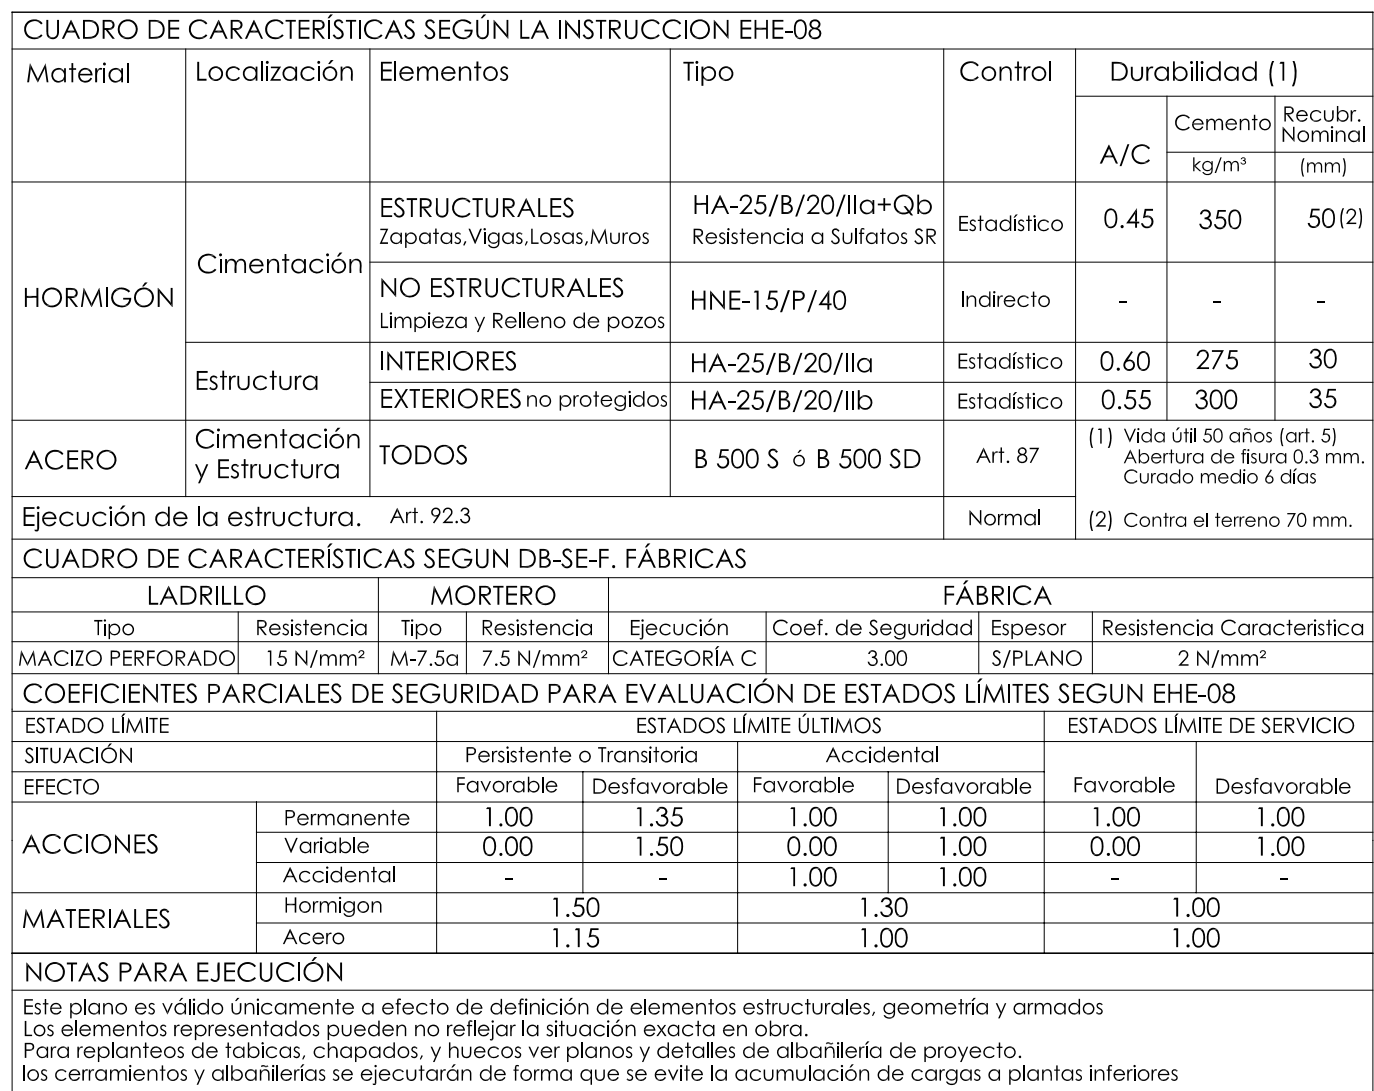 CUADRO DE CARACTERÍSTICAS SEGÚN LA INSTRUCCION EHE-08
Material Localización Elementos Tipo Control Durabilidad (1)
A/C Cemento Recubr. Nominal
kg/m³ (mm)
HORMIGÓN
Cimentación
ESTRUCTURALES HA-25/B/20/IIa+Qb
Zapatas,Vigas,Losas,Muros Resistencia a Sulfatos SR Estadístico 0.45 350 50(2)
NO ESTRUCTURALES HNE-15/P/40 Indirecto - - -
Limpieza y Relleno de pozos
Estructura
INTERIORES HA-25/B/20/IIa Estadístico 0.60 275 30
EXTERIORES no protegidos HA-25/B/20/IIb Estadístico 0.55 300 35
ACERO Cimentación y Estructura TODOS B 500 S ó B 500 SD Art. 87
(1) Vida útil 50 años (art. 5)
Abertura de fisura 0.3 mm.
Curado medio 6 días
Ejecución de la estructura. Art. 92.3 Normal
(2) Contra el terreno 70 mm.
CUADRO DE CARACTERÍSTICAS SEGUN DB-SE-F. FÁBRICAS
LADRILLO MORTERO FÁBRICA
Tipo Resistencia Tipo Resistencia Ejecución Coef. de Seguridad Espesor Resistencia Caracteristica
MACIZO PERFORADO 15 N/mm² M-7.5a 7.5 N/mm² CATEGORÍA C 3.00 S/PLANO 2 N/mm²
COEFICIENTES PARCIALES DE SEGURIDAD PARA EVALUACIÓN DE ESTADOS LÍMITES SEGUN EHE-08
ESTADO LÍMITE ESTADOS LÍMITE ÚLTIMOS ESTADOS LÍMITE DE SERVICIO
SITUACIÓN Persistente o Transitoria Accidental
EFECTO Favorable Desfavorable Favorable Desfavorable Favorable Desfavorable
ACCIONES
Permanente 1.00 1.35 1.00 1.00 1.00 1.00
Variable 0.00 1.50 0.00 1.00 0.00 1.00
Accidental - - 1.00 1.00 - -
MATERIALES
Hormigon 1.50 1.30 1.00
Acero 1.15 1.00 1.00
NOTAS PARA EJECUCIÓN
Este plano es válido únicamente a efecto de definición de elementos estructurales, geometría y armados
Los elementos representados pueden no reflejar la situación exacta en obra.
Para replanteos de tabicas, chapados, y huecos ver planos y detalles de albañilería de proyecto.
los cerramientos y albañilerías se ejecutarán de forma que se evite la acumulación de cargas a plantas inferiores